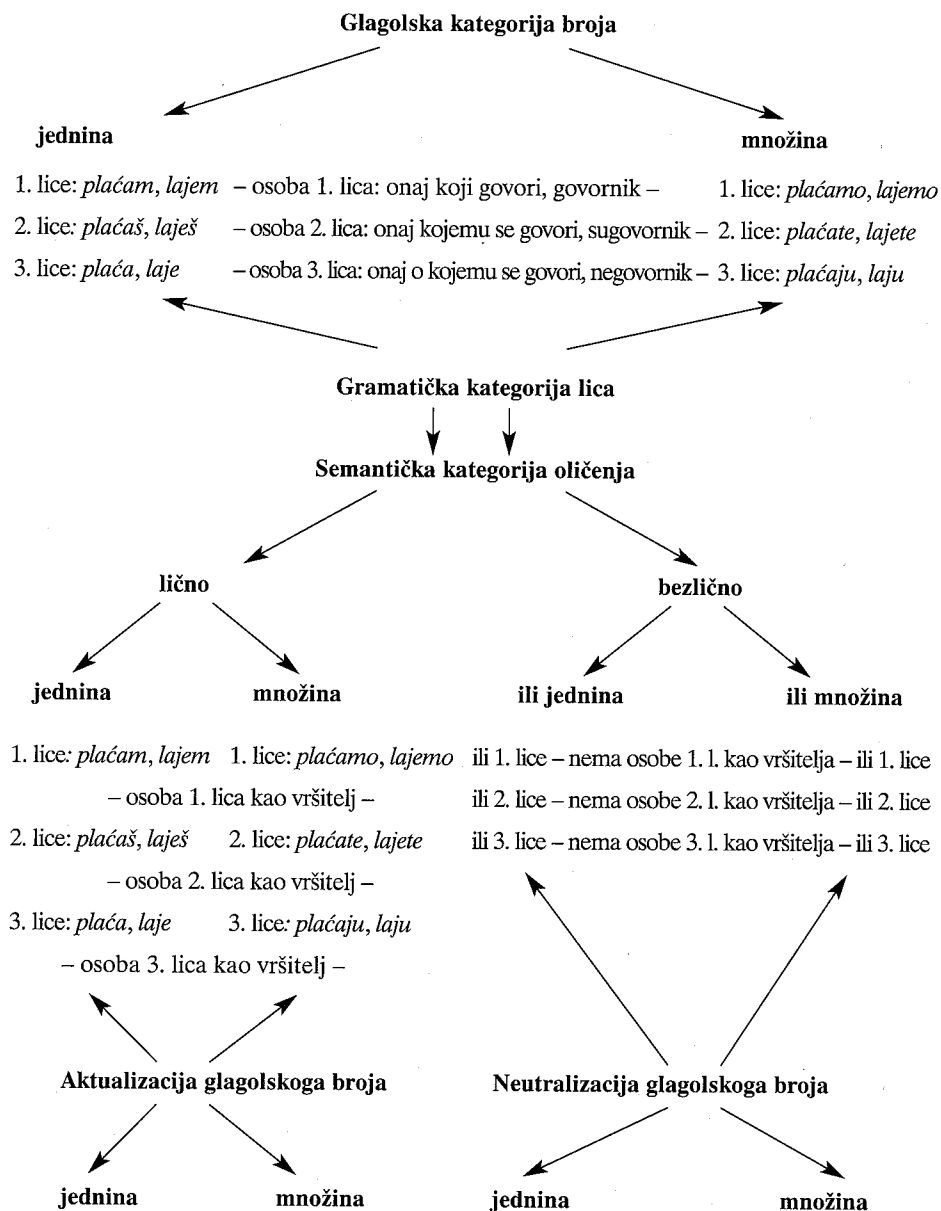 Glagolska kategorija broja
jednina množina
1. lice: plaćam, lajem – osoba 1. lica: onaj koji govori, govornik – 1. lice: plaćamo, lajemo
2. lice: plaćaš, laješ – osoba 2. lica: onaj kojemu se govori, sugovornik – 2. lice: plaćate, lajete
3. lice: plaća, laje – osoba 3. lica: onaj o kojemu se govori, negovornik – 3. lice: plaćaju, laju
Gramatička kategorija lica
Semantička kategorija oličenja
lično bezlično
jednina množina ili jednina ili množina
1. lice: plaćam, lajem 1. lice: plaćamo, lajemo ili 1. lice – nema osobe 1. l. kao vršitelja – ili 1. lice
– osoba 1. lica kao vršitelj – ili 2. lice – nema osobe 2. l. kao vršitelja – ili 2. lice
2. lice: plaćaš, laješ 2. lice: plaćate, lajete ili 3. lice – nema osobe 3. l. kao vršitelja – ili 3. lice
– osoba 2. lica kao vršitelj –
3. lice: plaća, laje 3. lice: plaćaju, laju
– osoba 3. lica kao vršitelj –
Aktualizacija glagolskoga broja Neutralizacija glagolskoga broja
jednina množina jednina množina